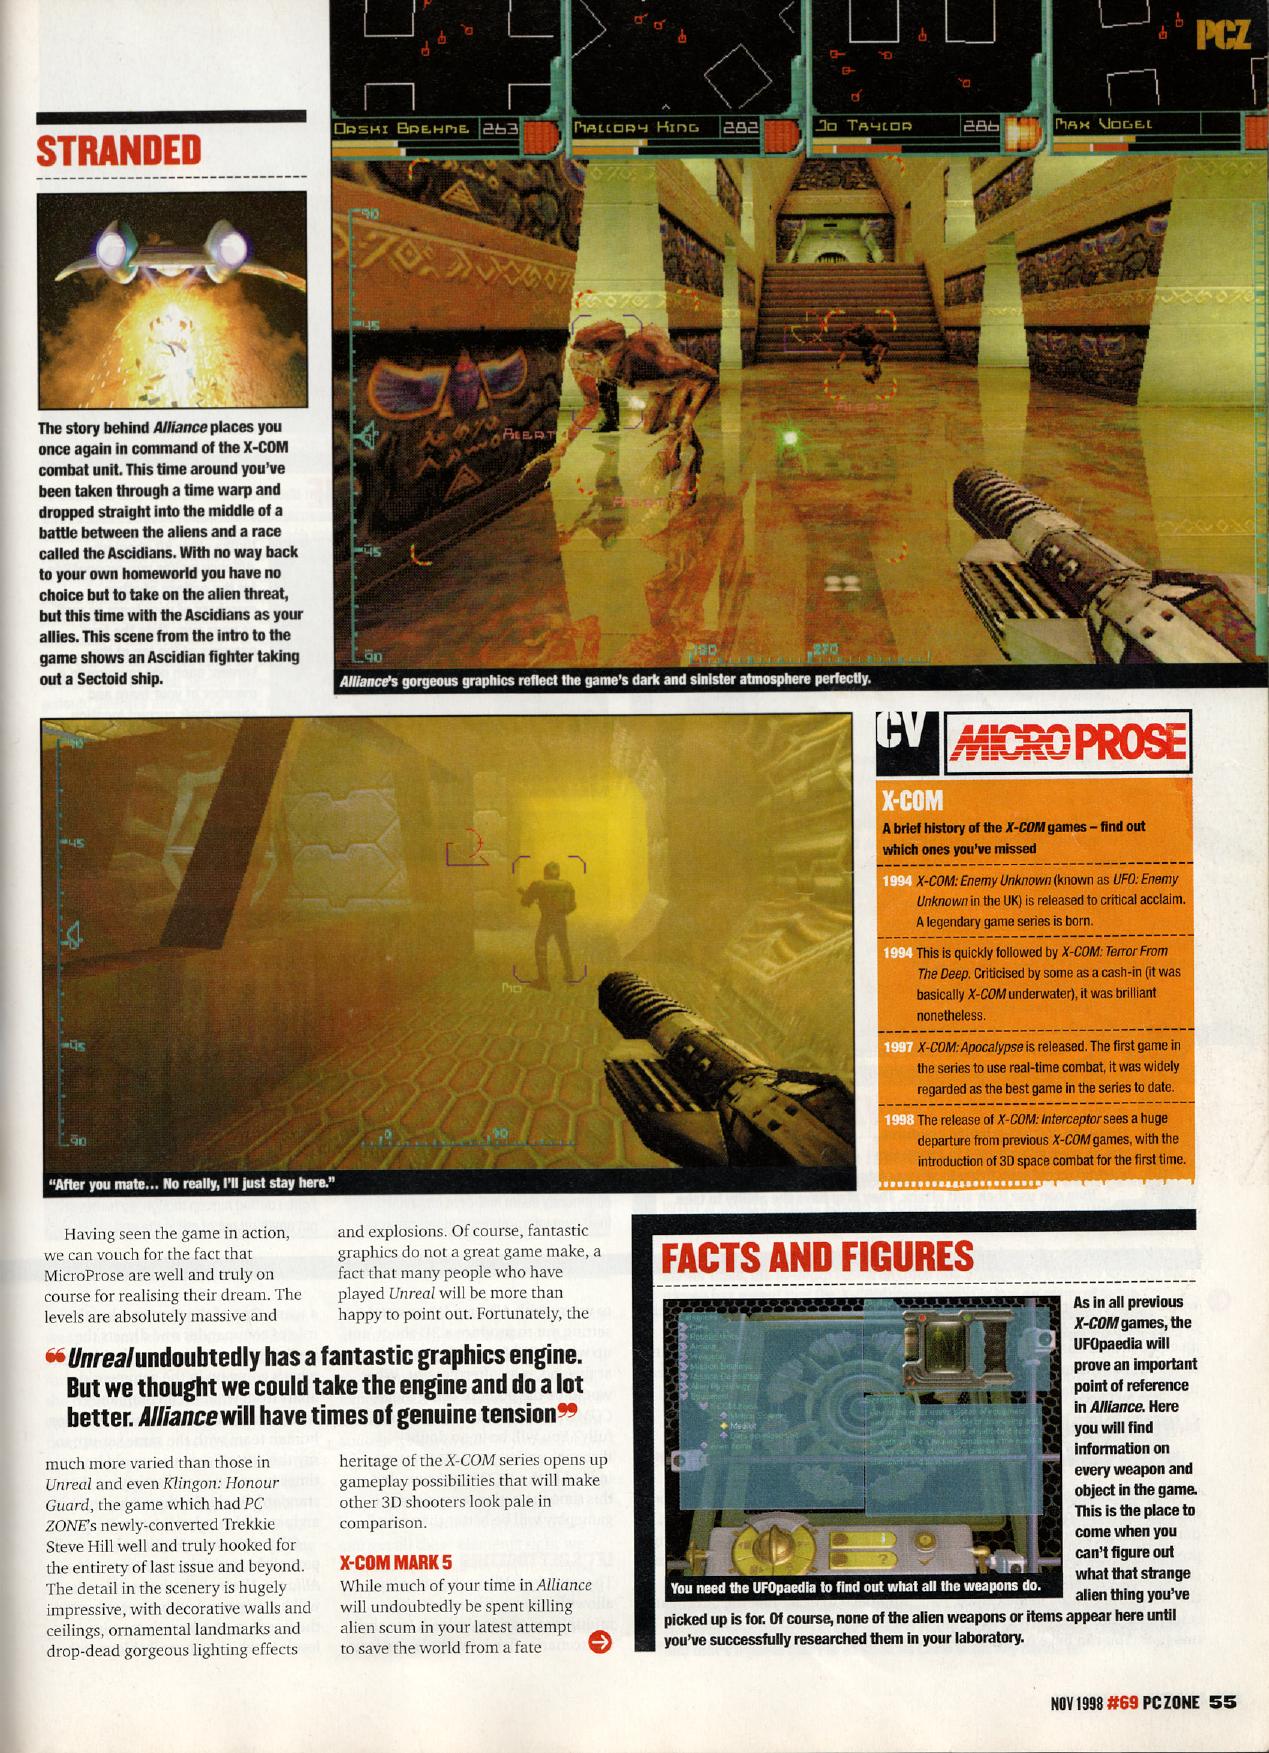 PCZ
ORSKI BREHME 263
MALLORY KING 282
JO TAYLOR 286
MAX VOGEL
STRANDED
90
45
ALERT
ALERT
ALERT
-45
-90
180 270
The story behind Alliance places you
once again in command of the X-COM
combat unit. This time around you've
been taken through a time warp and
dropped straight into the middle of a
battle between the aliens and a race
called the Ascidians. With no way back
to your own homeworld you have no
choice but to take on the alien threat,
but this time with the Ascidians as your
allies. This scene from the intro to the
game shows an Ascidian fighter taking
out a Sectoid ship.
Alliance's gorgeous graphics reflect the game's dark and sinister atmosphere perfectly.
90
45
-45
-90
0 90
"After you mate... No really, I'll just stay here."
CV MICROPROSE
X-COM
A brief history of the X-COM games – find out
which ones you've missed
1994 X-COM: Enemy Unknown (known as UFO: Enemy
Unknown in the UK) is released to critical acclaim.
A legendary game series is born.
1994 This is quickly followed by X-COM: Terror From
The Deep. Criticised by some as a cash-in (it was
basically X-COM underwater), it was brilliant
nonetheless.
1997 X-COM: Apocalypse is released. The first game in
the series to use real-time combat, it was widely
regarded as the best game in the series to date.
1998 The release of X-COM: Interceptor sees a huge
departure from previous X-COM games, with the
introduction of 3D space combat for the first time.
Having seen the game in action,
we can vouch for the fact that
MicroProse are well and truly on
course for realising their dream. The
levels are absolutely massive and
much more varied than those in
Unreal and even Klingon: Honour
Guard, the game which had PC
ZONE's newly-converted Trekkie
Steve Hill well and truly hooked for
the entirety of last issue and beyond.
The detail in the scenery is hugely
impressive, with decorative walls and
ceilings, ornamental landmarks and
drop-dead gorgeous lighting effects
and explosions. Of course, fantastic
graphics do not a great game make, a
fact that many people who have
played Unreal will be more than
happy to point out. Fortunately, the
heritage of the X-COM series opens up
gameplay possibilities that will make
other 3D shooters look pale in
comparison.
“Unreal undoubtedly has a fantastic graphics engine.
But we thought we could take the engine and do a lot
better. Alliance will have times of genuine tension”
X-COM MARK 5
While much of your time in Alliance
will undoubtedly be spent killing
alien scum in your latest attempt
to save the world from a fate
FACTS AND FIGURES
As in all previous
X-COM games, the
UFOpaedia will
prove an important
point of reference
in Alliance. Here
you will find
information on
every weapon and
object in the game.
This is the place to
come when you
can't figure out
what that strange
alien thing you've
picked up is for. Of course, none of the alien weapons or items appear here until
you've successfully researched them in your laboratory.
You need the UFOpaedia to find out what all the weapons do.
NOV 1998 #69 PC ZONE 55